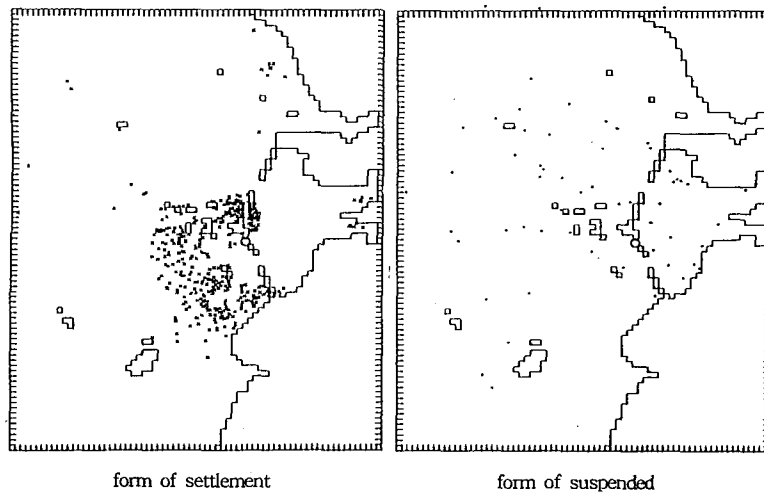 form of settlement
form of suspended